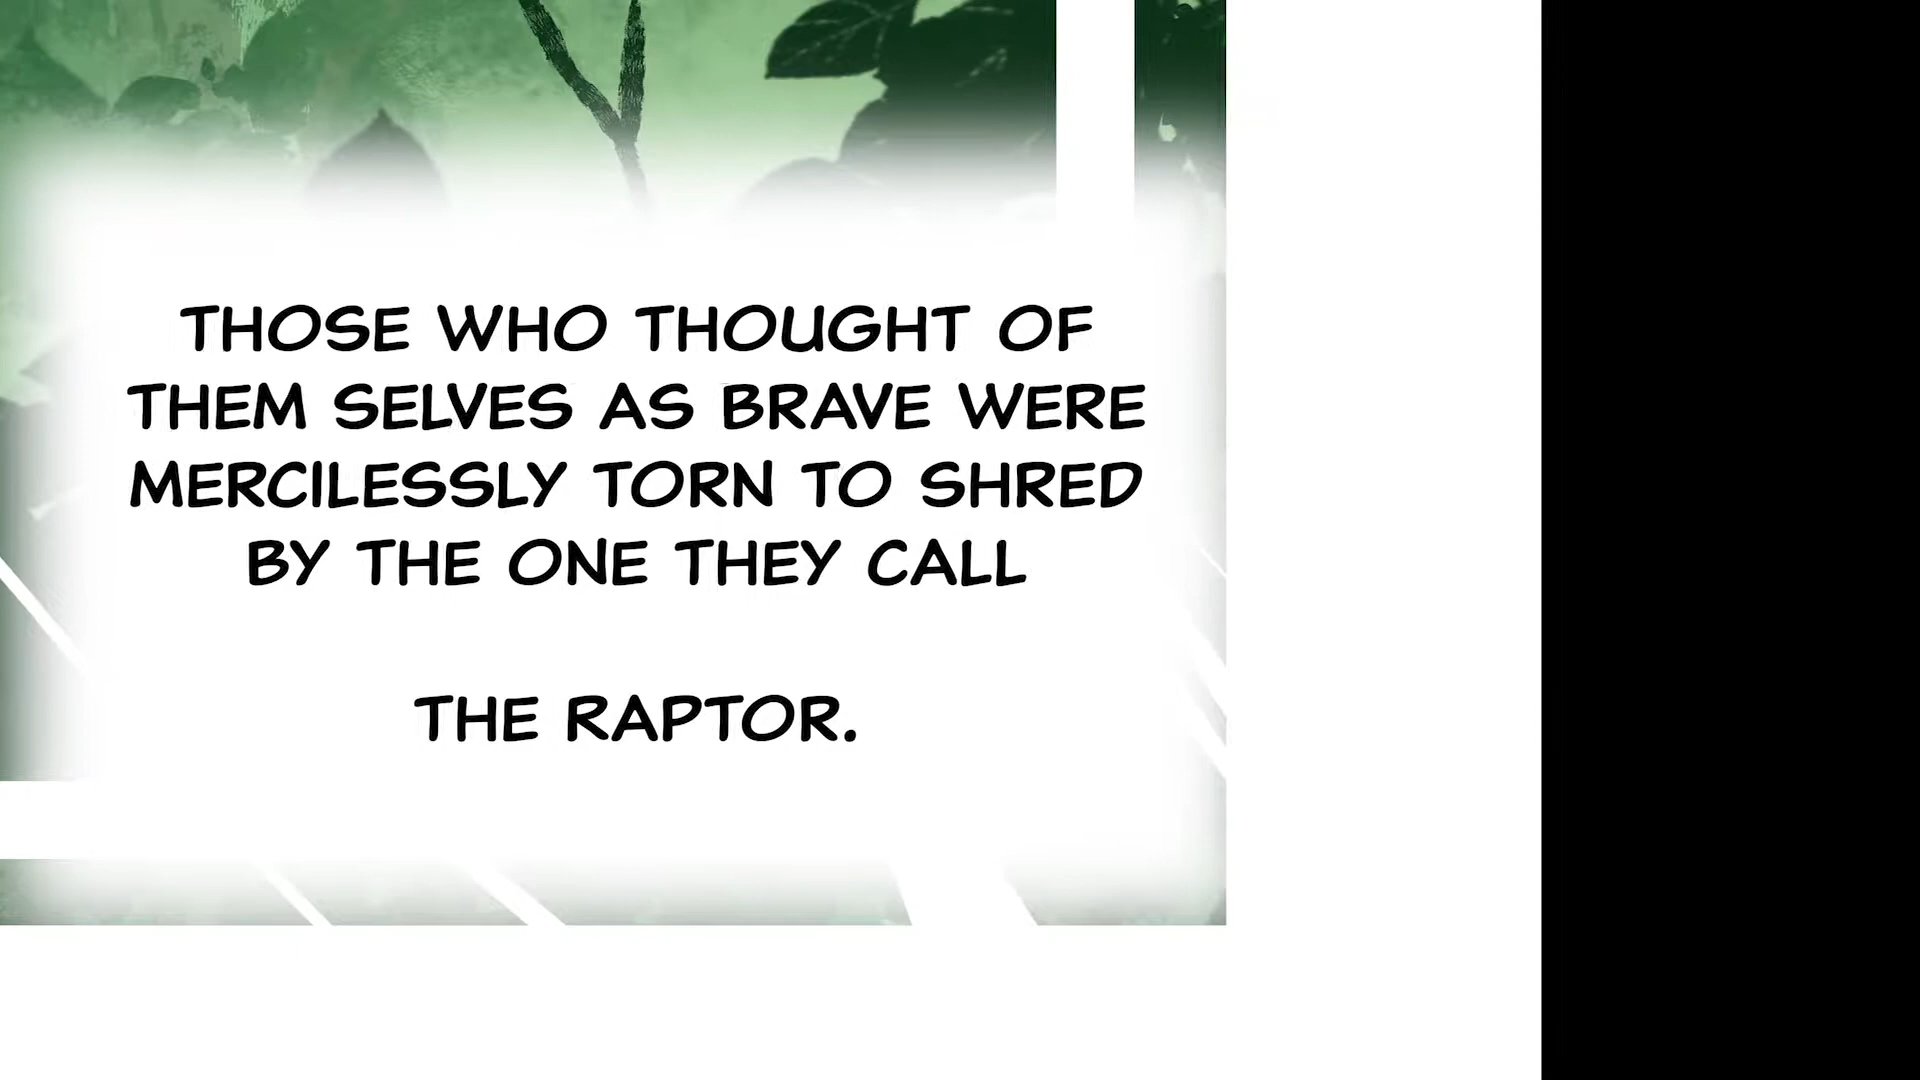 THOSE WHO THOUGHT OF
THEM SELVES AS BRAVE WERE
MERCILESSLY TORN TO SHRED
BY THE ONE THEY CALL
THE RAPTOR.